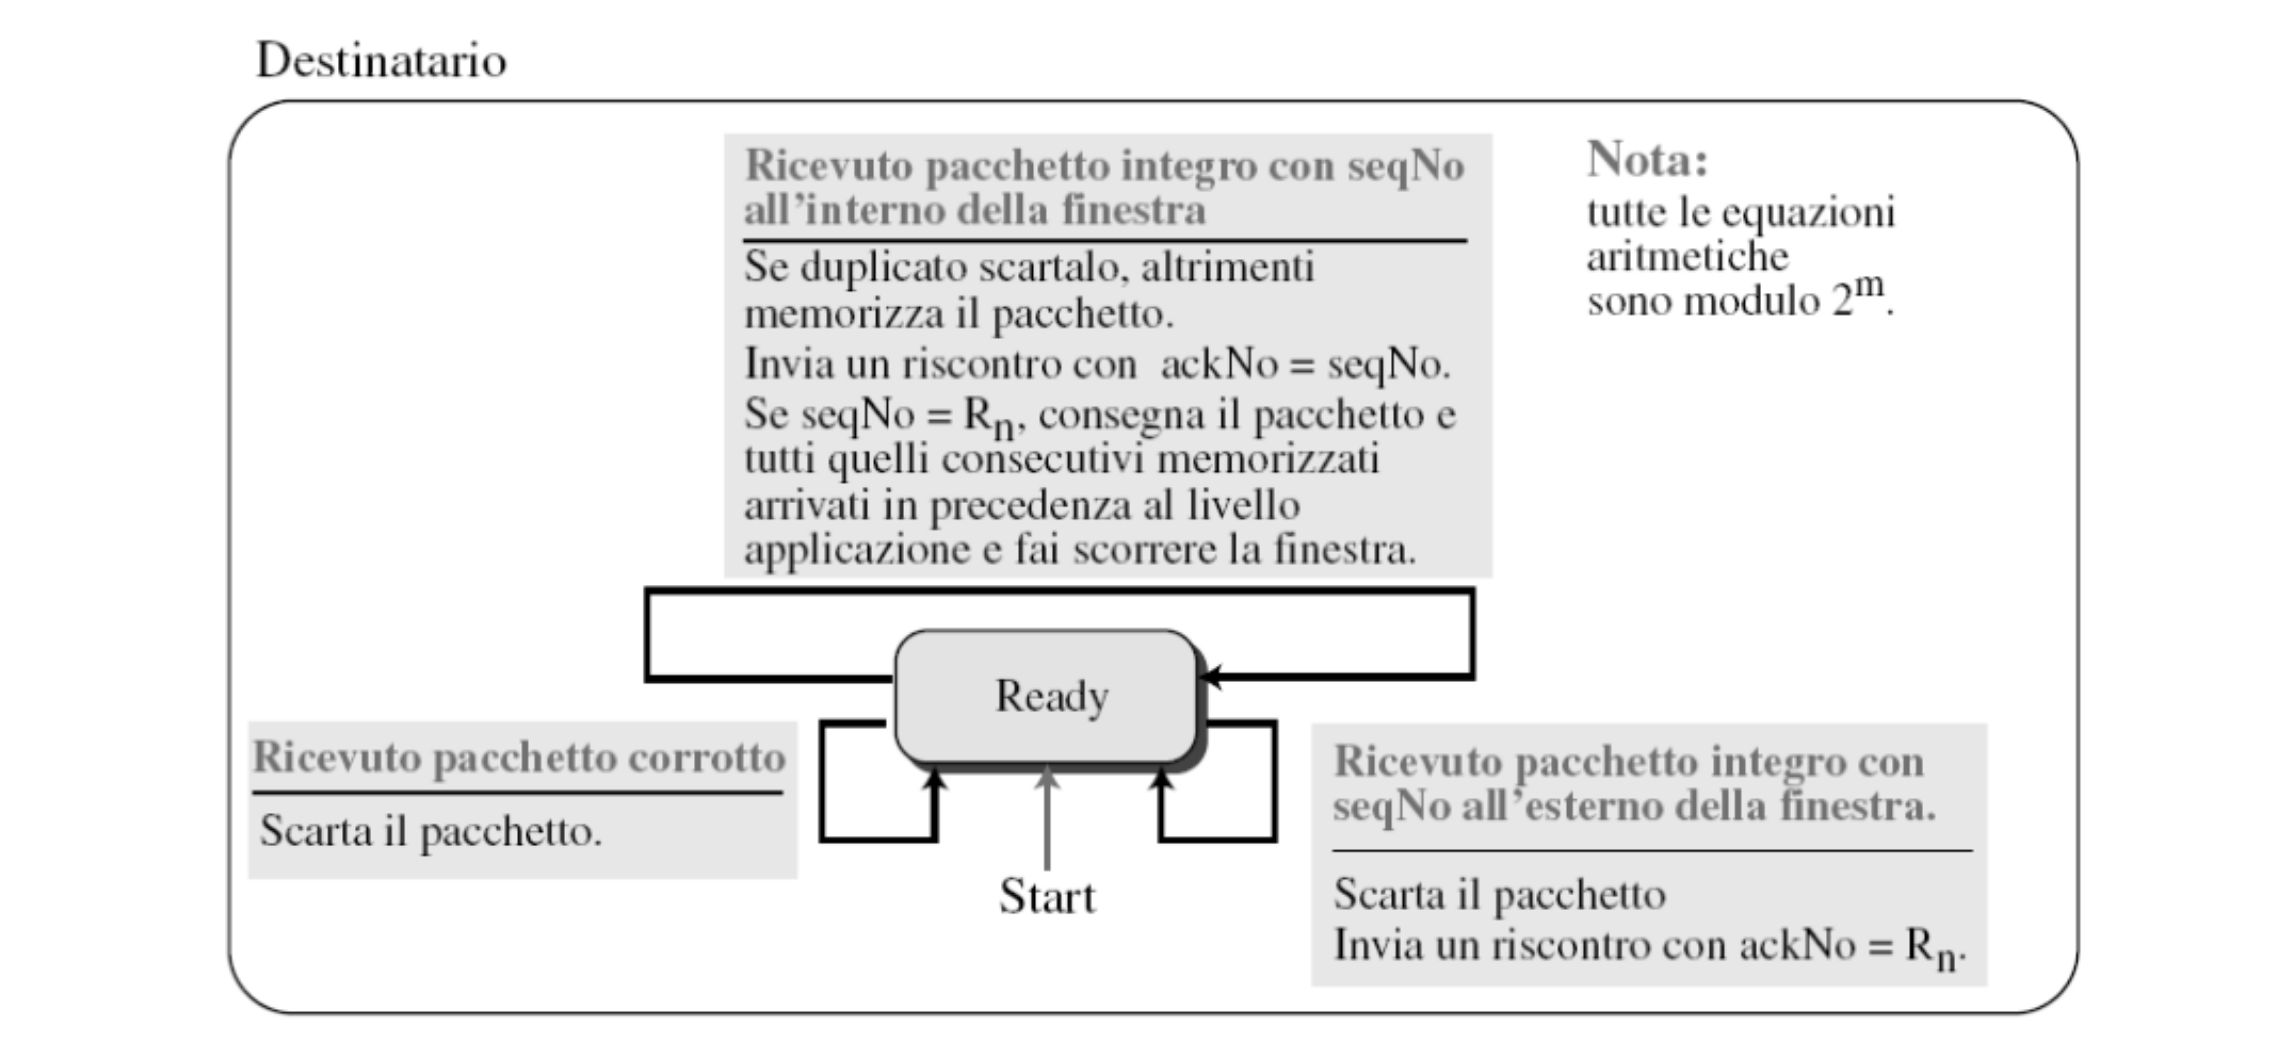 Destinatario
Ricevuto pacchetto integro con seqNo
all'interno della finestra
Se duplicato scartalo, altrimenti
memorizza il pacchetto.
Invia un riscontro con ackNo = seqNo.
Se seqNo = Rn, consegna il pacchetto e
tutti quelli consecutivi memorizzati
arrivati in precedenza al livello
applicazione e fai scorrere la finestra.
Nota:
tutte le equazioni
aritmetiche
sono modulo 2^m.
Ready
Ricevuto pacchetto corrotto
Scarta il pacchetto.
Start
Ricevuto pacchetto integro con
seqNo all'esterno della finestra.
Scarta il pacchetto
Invia un riscontro con ackNo = Rn.